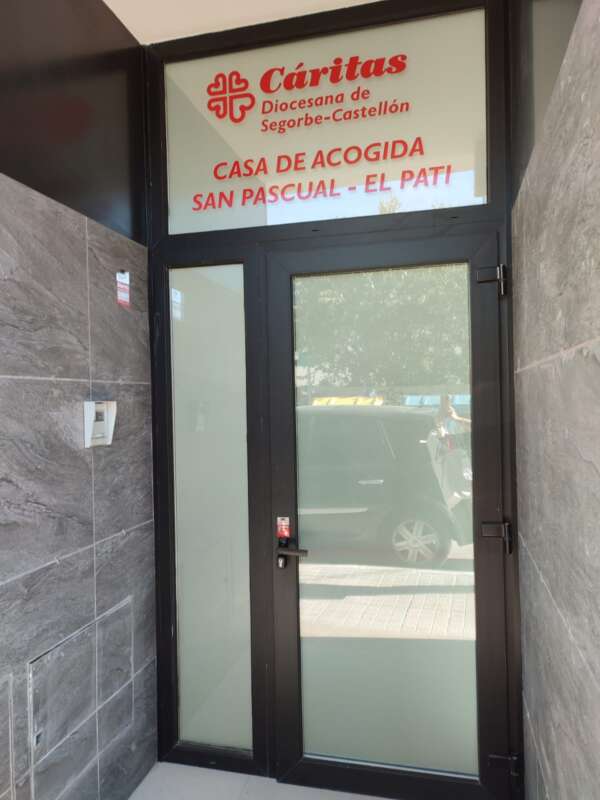 Cáritas
Diocesana de
Segorbe-Castellón
CASA DE ACOGIDA
SAN PASCUAL - EL PATI